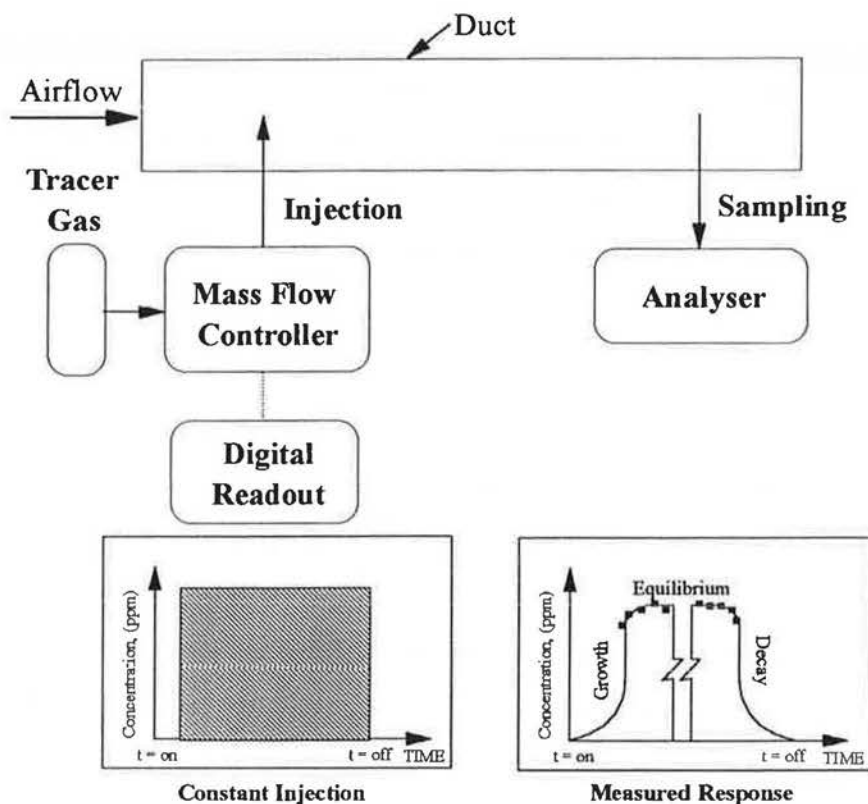 Duct
Airflow
Tracer
Gas
Injection
Sampling
Mass Flow
Controller
Analyser
Digital
Readout
Concentration, (ppm)
t = on
t = off
TIME
Constant Injection
Concentration, (ppm)
Growth
Equilibrium
Decay
t = on
t = off
TIME
Measured Response